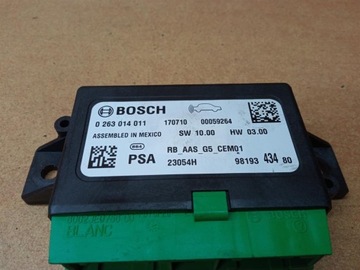 BOSCH
0 263 014 011 170710 00059264
ASSEMBLED IN MEXICO SW 10.00 HW 03.00
PSA RB_AAS_G5_CEM01
23054H 98193 434 80
BLANC